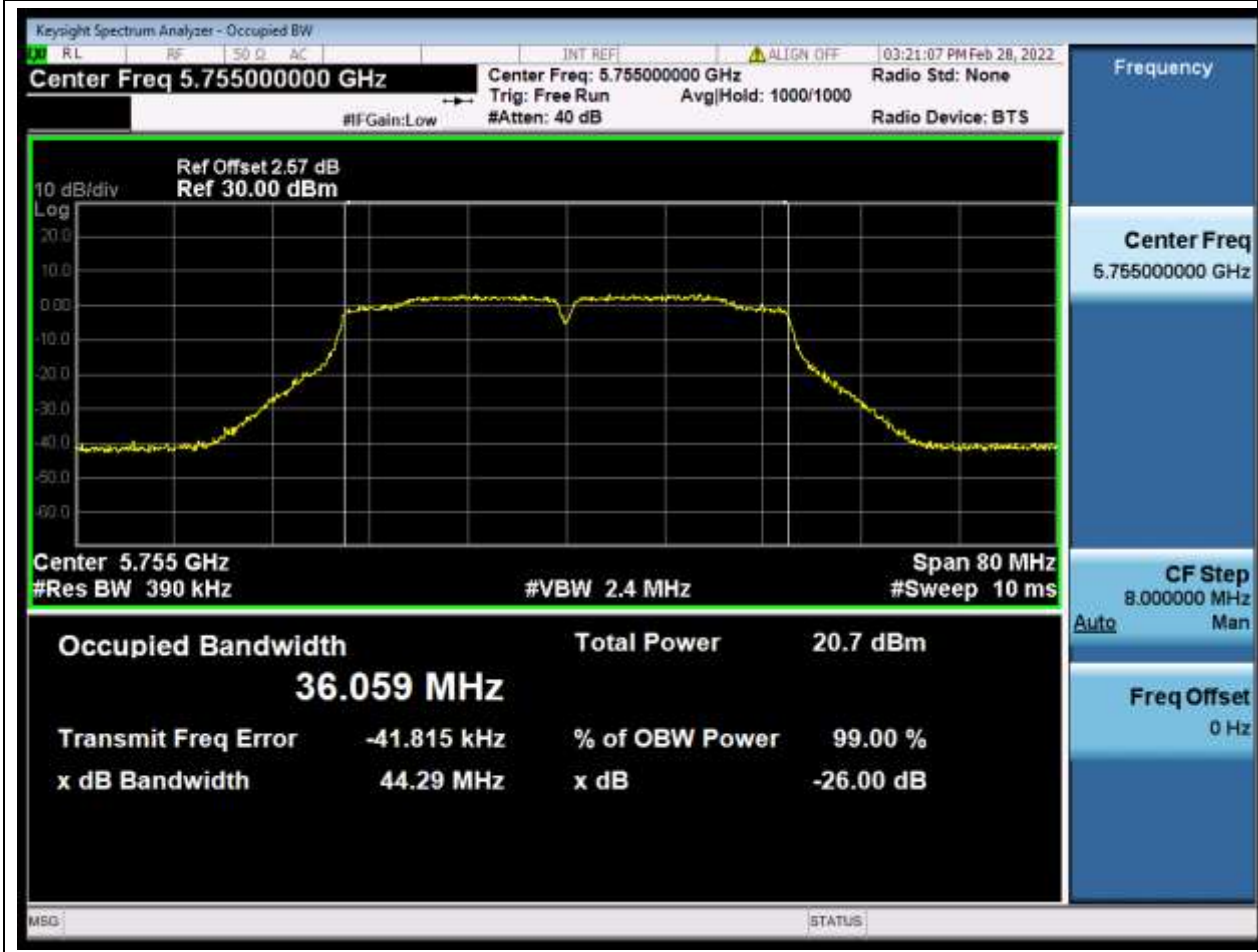 Keysight Spectrum Analyzer - Occupied BW
LXI RL RF 50 Ω AC INT REF ALIGN OFF 03:21:07 PM Feb 28, 2022
Center Freq 5.755000000 GHz
Center Freq: 5.755000000 GHz Radio Std: None
Trig: Free Run Avg|Hold: 1000/1000
#IFGain:Low #Atten: 40 dB Radio Device: BTS
Ref Offset 2.57 dB
10 dB/div Ref 30.00 dBm
Log
20.0
10.0
0.00
-10.0
-20.0
-30.0
-40.0
-50.0
-60.0
Center 5.755 GHz Span 80 MHz
#Res BW 390 kHz #VBW 2.4 MHz #Sweep 10 ms
Occupied Bandwidth Total Power 20.7 dBm
36.059 MHz
Transmit Freq Error -41.815 kHz % of OBW Power 99.00 %
x dB Bandwidth 44.29 MHz x dB -26.00 dB
Frequency
Center Freq
5.755000000 GHz
CF Step
8.000000 MHz
Auto Man
Freq Offset
0 Hz
MSG STATUS